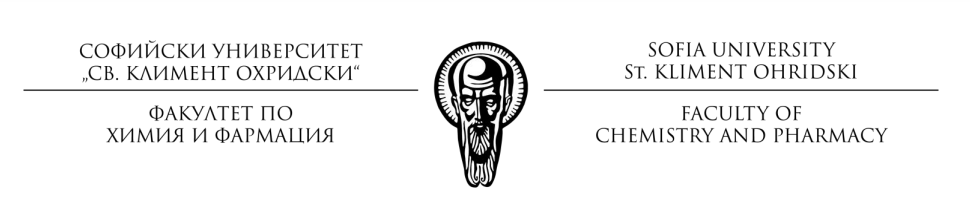 СОФИЙСКИ УНИВЕРСИТЕТ
„СВ. КЛИМЕНТ ОХРИДСКИ“
ФАКУЛТЕТ ПО
ХИМИЯ И ФАРМАЦИЯ
SOFIA UNIVERSITY
ST. KLIMENT OHRIDSKI
FACULTY OF
CHEMISTRY AND PHARMACY